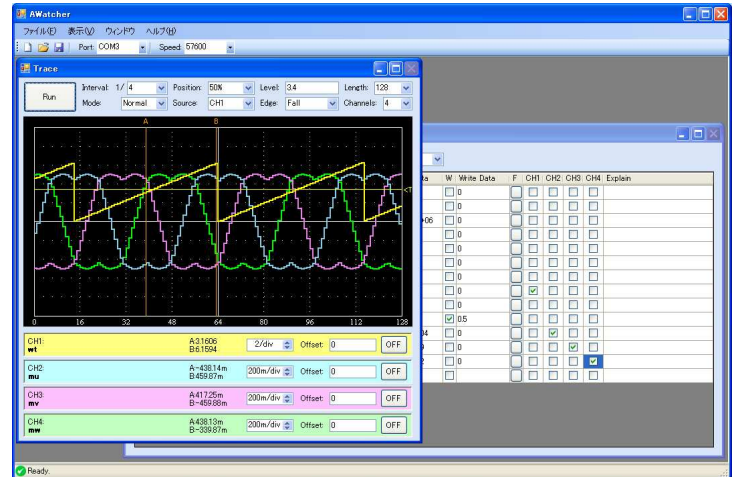 AWatcher
ファイル(F) 表示(V) ウィンドウ ヘルプ(H)
Port: COM3 Speed: 57600
Trace
Run
Interval: 1/ 4 Position: 50% Level: 3.4 Length: 128
Mode: Normal Source: CH1 Edge: Fall Channels: 4
A B
<T
0 16 32 48 64 80 96 112 128
CH1: A:3.1606 2/div Offset: 0 OFF
wt B:6.1594
CH2: A:-438.14m 200m/div Offset: 0 OFF
mu B:459.87m
CH3: A:417.25m 200m/div Offset: 0 OFF
mv B:-459.88m
CH4: A:438.13m 200m/div Offset: 0 OFF
mw B:-339.87m
ta W Write Data F CH1 CH2 CH3 CH4 Explain
0
0
+06 0
0
0
0
0
0
0
0.5
04 0
0
2 0
Ready.